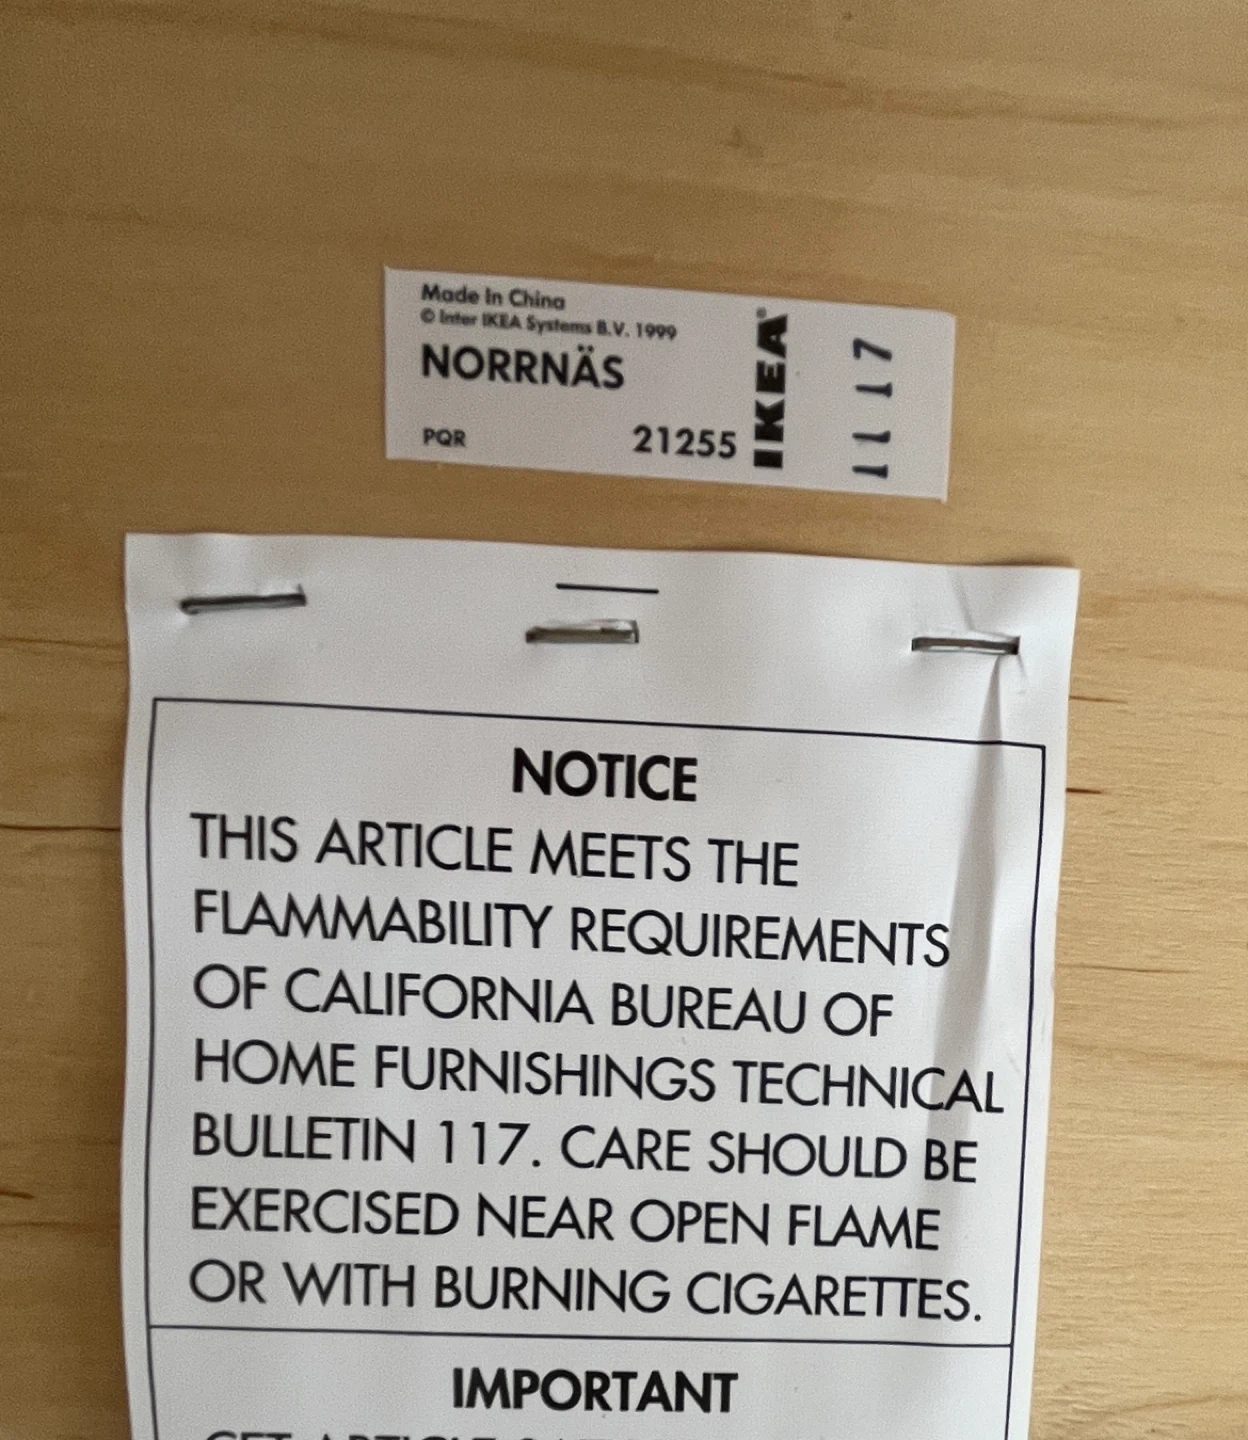 Made In China
© Inter IKEA Systems B.V. 1999
NORRNÄS
PQR 21255
IKEA®
1117
NOTICE
THIS ARTICLE MEETS THE
FLAMMABILITY REQUIREMENTS
OF CALIFORNIA BUREAU OF
HOME FURNISHINGS TECHNICAL
BULLETIN 117. CARE SHOULD BE
EXERCISED NEAR OPEN FLAME
OR WITH BURNING CIGARETTES.
IMPORTANT